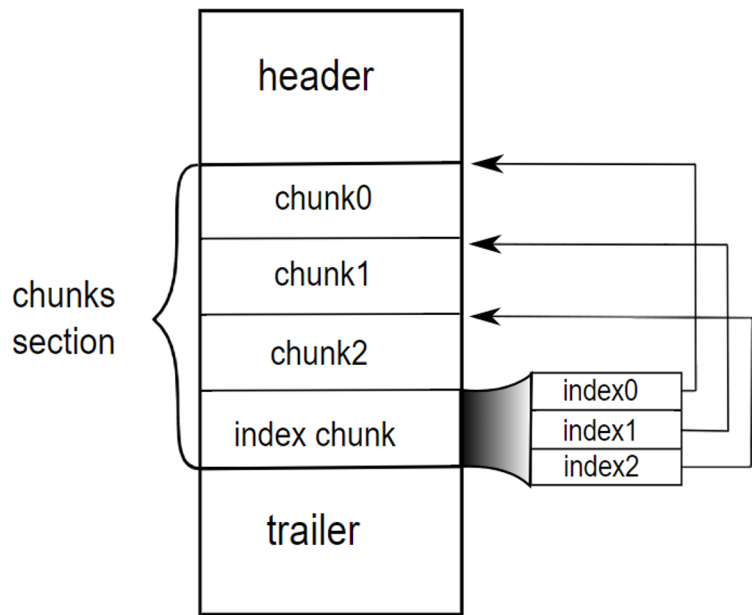 header
chunk0
chunk1
chunks
section
chunk2
index chunk
index0
index1
index2
trailer